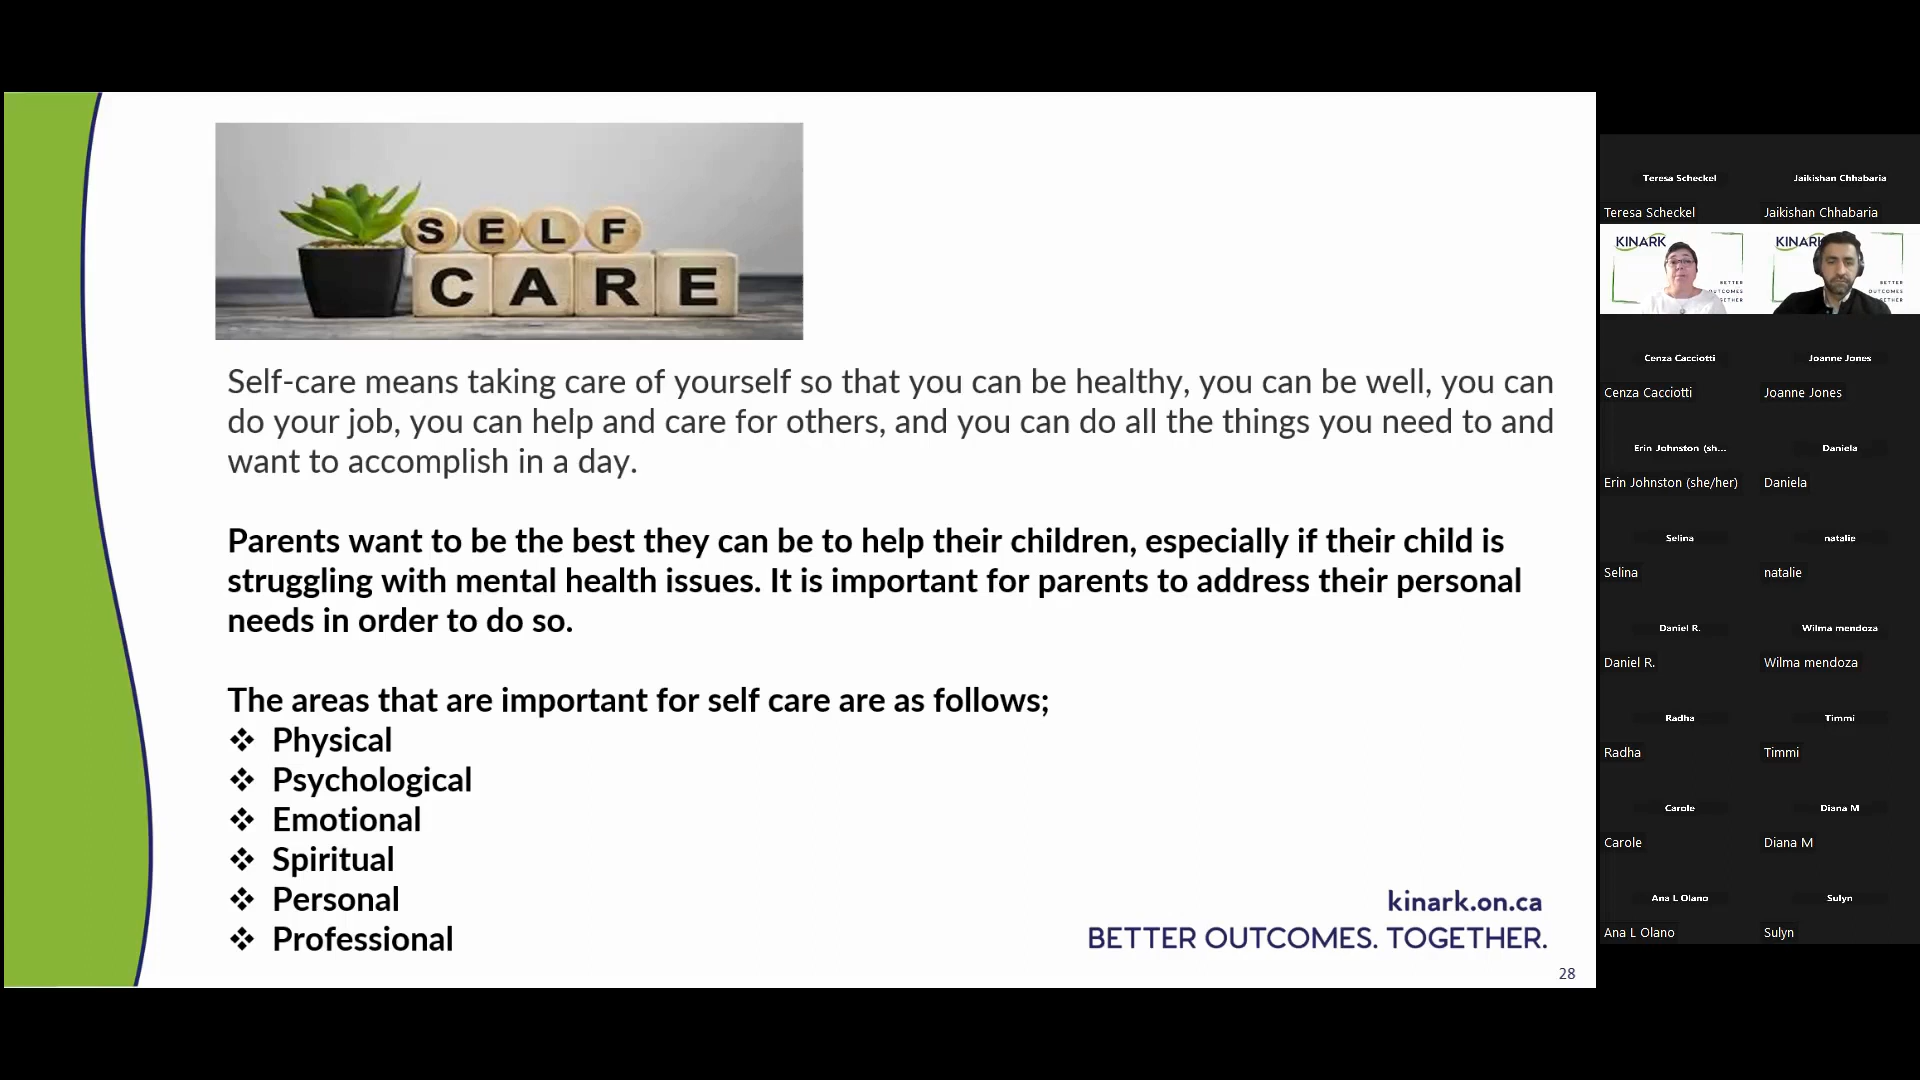 SELF
CARE
Self-care means taking care of yourself so that you can be healthy, you can be well, you can
do your job, you can help and care for others, and you can do all the things you need to and
want to accomplish in a day.
Parents want to be the best they can be to help their children, especially if their child is
struggling with mental health issues. It is important for parents to address their personal
needs in order to do so.
The areas that are important for self care are as follows;
❖ Physical
❖ Psychological
❖ Emotional
❖ Spiritual
❖ Personal
❖ Professional
kinark.on.ca
BETTER OUTCOMES. TOGETHER.
28
Teresa Scheckel
Jaikishan Chhabaria
Teresa Scheckel
Jaikishan Chhabaria
KINARK
BETTER
OUTCOMES
GETHER
KINARK
BETTER
OUTCOMES
GETHER
Cenza Cacciotti
Joanne Jones
Cenza Cacciotti
Joanne Jones
Erin Johnston (sh...
Daniela
Erin Johnston (she/her)
Daniela
Selina
natalie
Selina
natalie
Daniel R.
Wilma mendoza
Daniel R.
Wilma mendoza
Radha
Timmi
Radha
Timmi
Carole
Diana M
Carole
Diana M
Ana L Olano
Sulyn
Ana L Olano
Sulyn